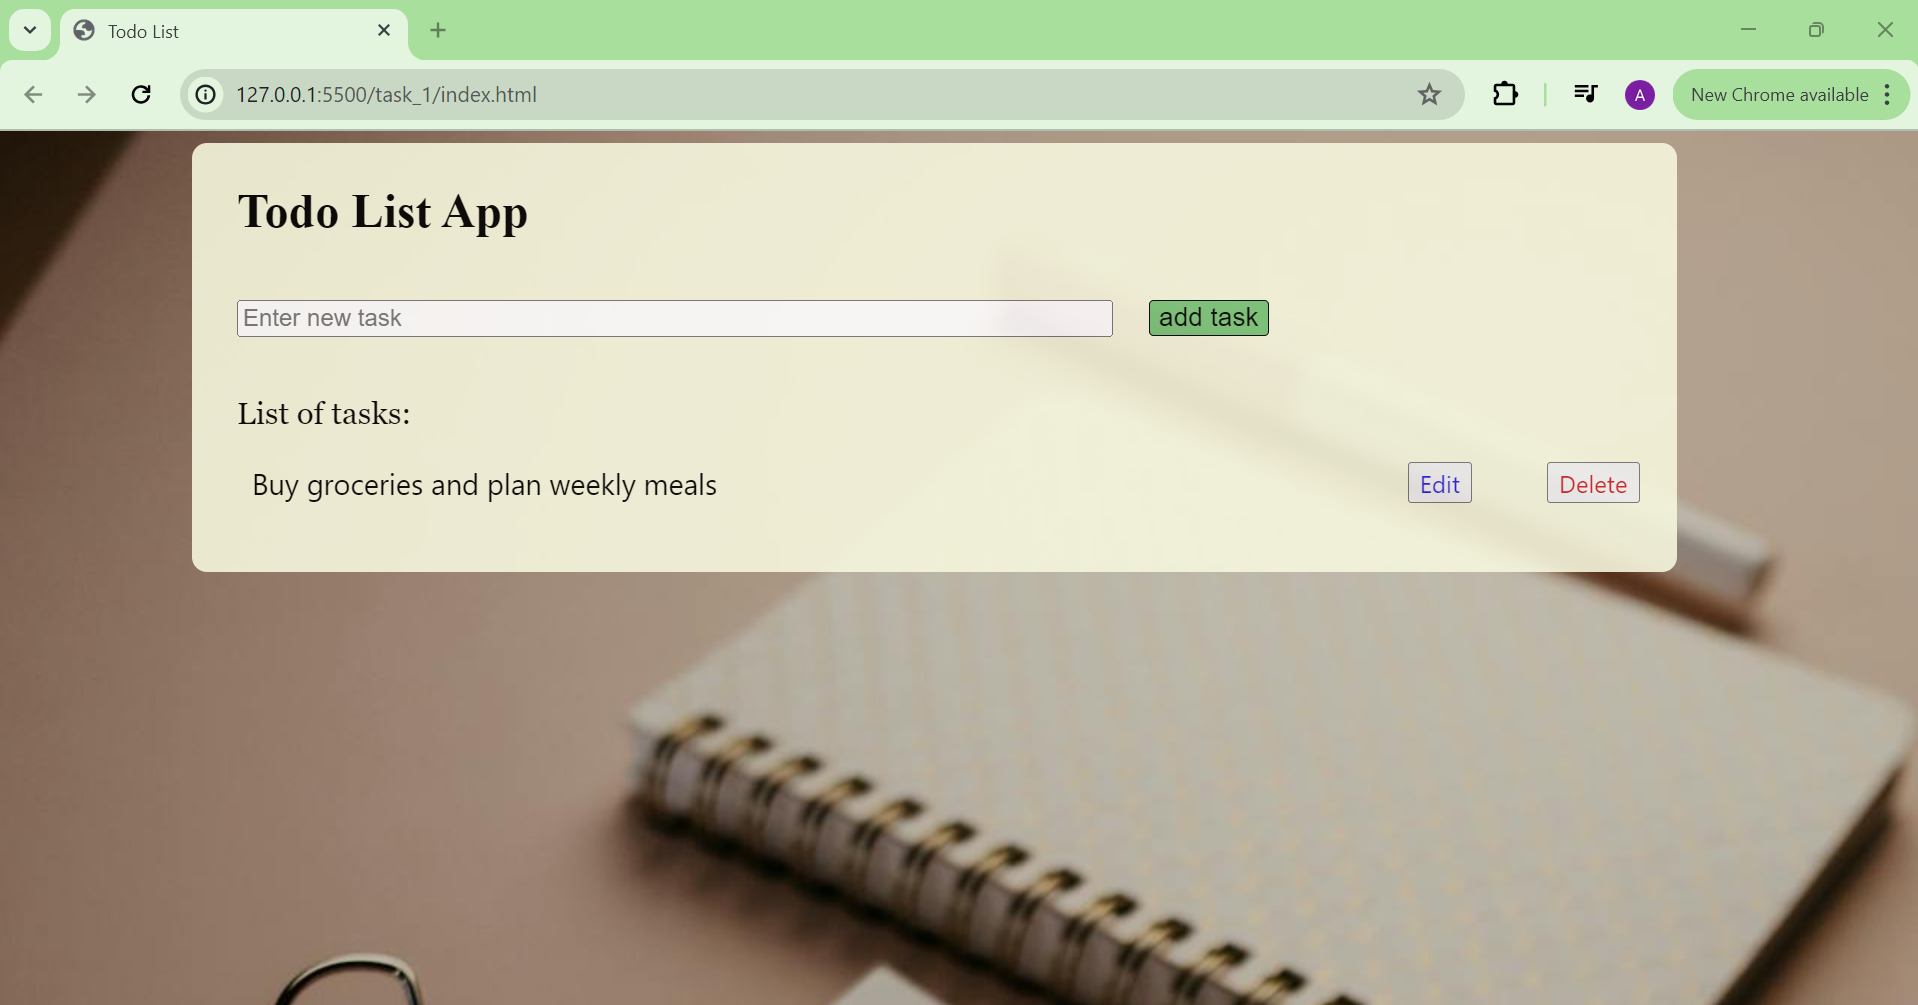 Todo List
127.0.0.1:5500/task_1/index.html
A
New Chrome available
Todo List App
Enter new task
add task
List of tasks:
Buy groceries and plan weekly meals
Edit
Delete